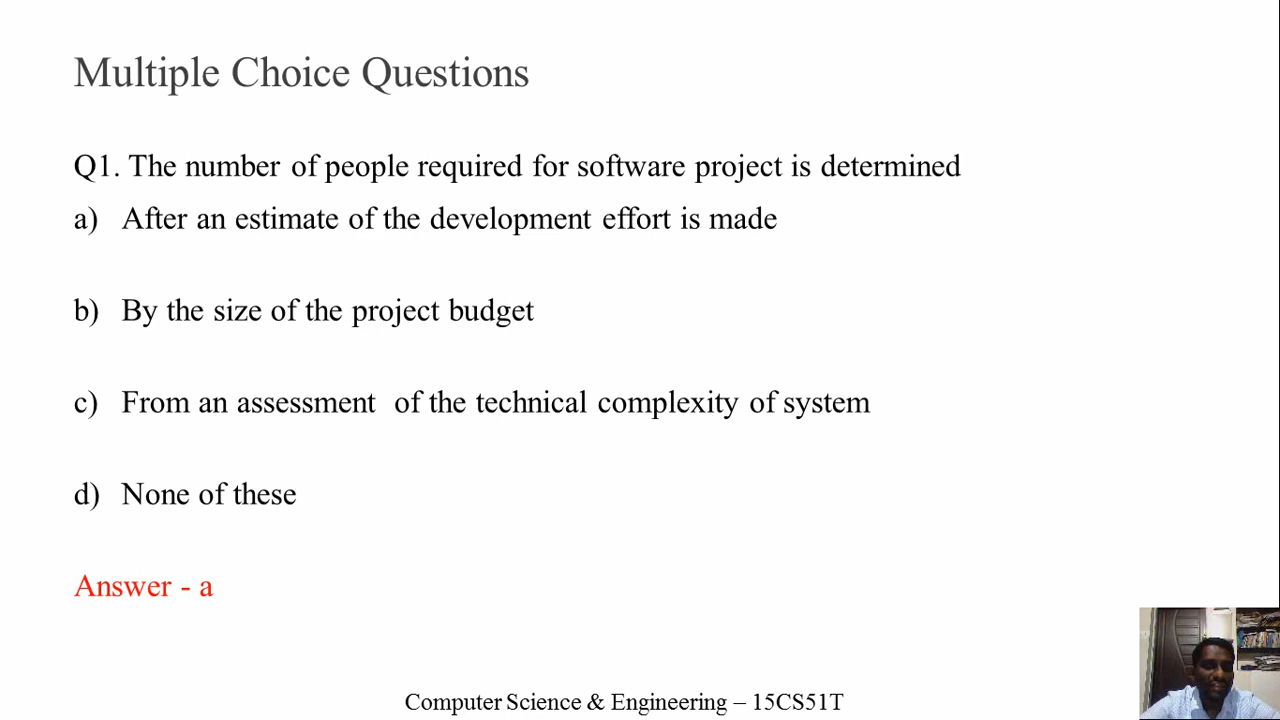 Multiple Choice Questions
Q1. The number of people required for software project is determined
a) After an estimate of the development effort is made
b) By the size of the project budget
c) From an assessment of the technical complexity of system
d) None of these
Answer - a
Computer Science & Engineering – 15CS51T